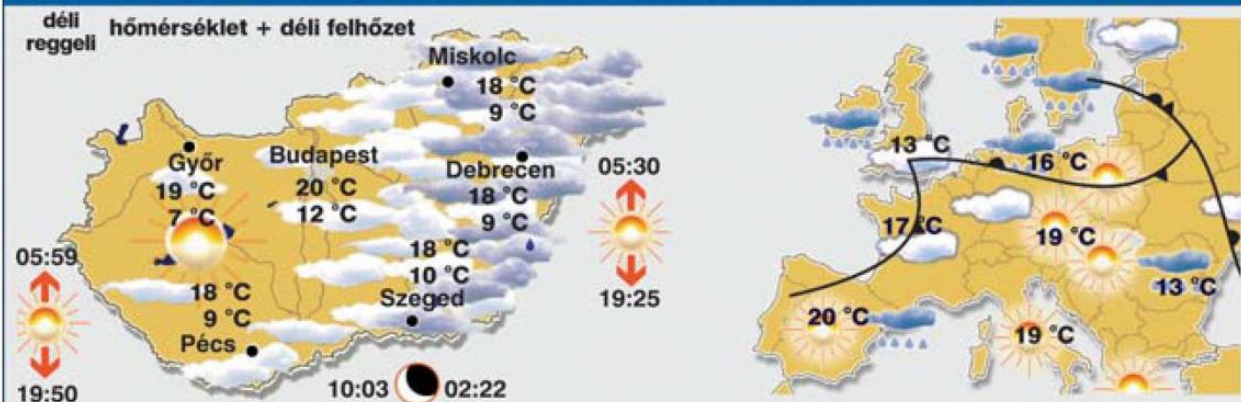 déli
reggeli
hőmérséklet + déli felhőzet
Miskolc
18 °C
9 °C
Győr
19 °C
7 °C
Budapest
20 °C
12 °C
Debrecen
18 °C
9 °C
05:30
19:25
18 °C
10 °C
Szeged
05:59
19:50
18 °C
9 °C
Pécs
10:03
02:22
13 °C
16 °C
17 °C
19 °C
13 °C
20 °C
19 °C